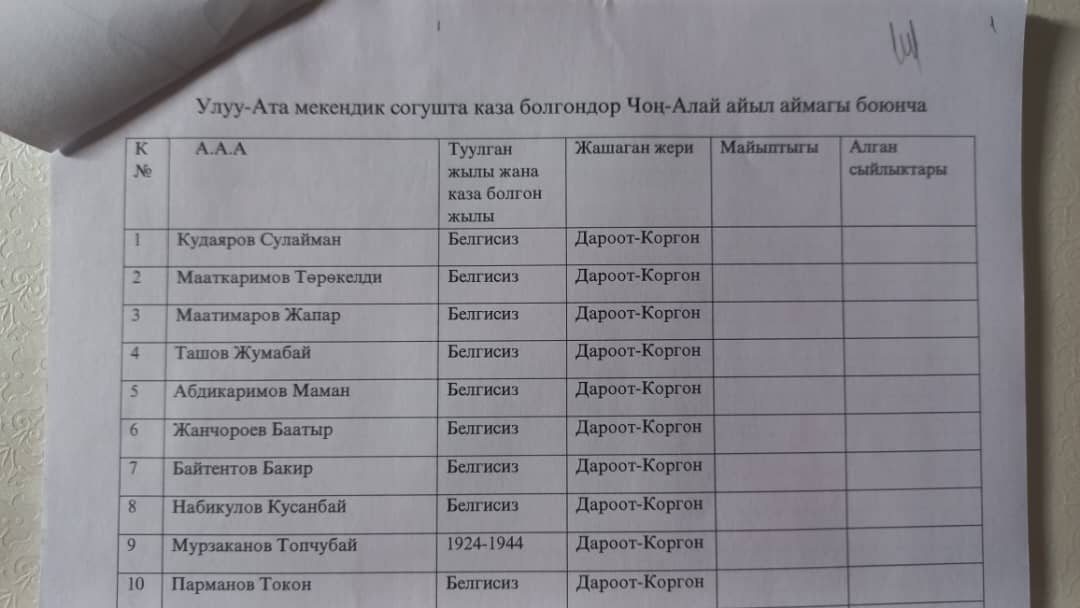 Улуу-Ата мекендик согушта каза болгондор Чоң-Алай айыл аймагы боюнча
К № А.А.А Туулган жылы жана каза болгон жылы Жашаган жери Майыптыгы Алган сыйлыктары
1 Кудаяров Сулайман Белгисиз Дароот-Коргон
2 Мааткаримов Төрөкелди Белгисиз Дароот-Коргон
3 Маатимаров Жапар Белгисиз Дароот-Коргон
4 Ташов Жумабай Белгисиз Дароот-Коргон
5 Абдикаримов Маман Белгисиз Дароот-Коргон
6 Жанчороев Баатыр Белгисиз Дароот-Коргон
7 Байтентов Бакир Белгисиз Дароот-Коргон
8 Набикулов Кусанбай Белгисиз Дароот-Коргон
9 Мурзаканов Топчубай 1924-1944 Дароот-Коргон
10 Парманов Токон Белгисиз Дароот-Коргон